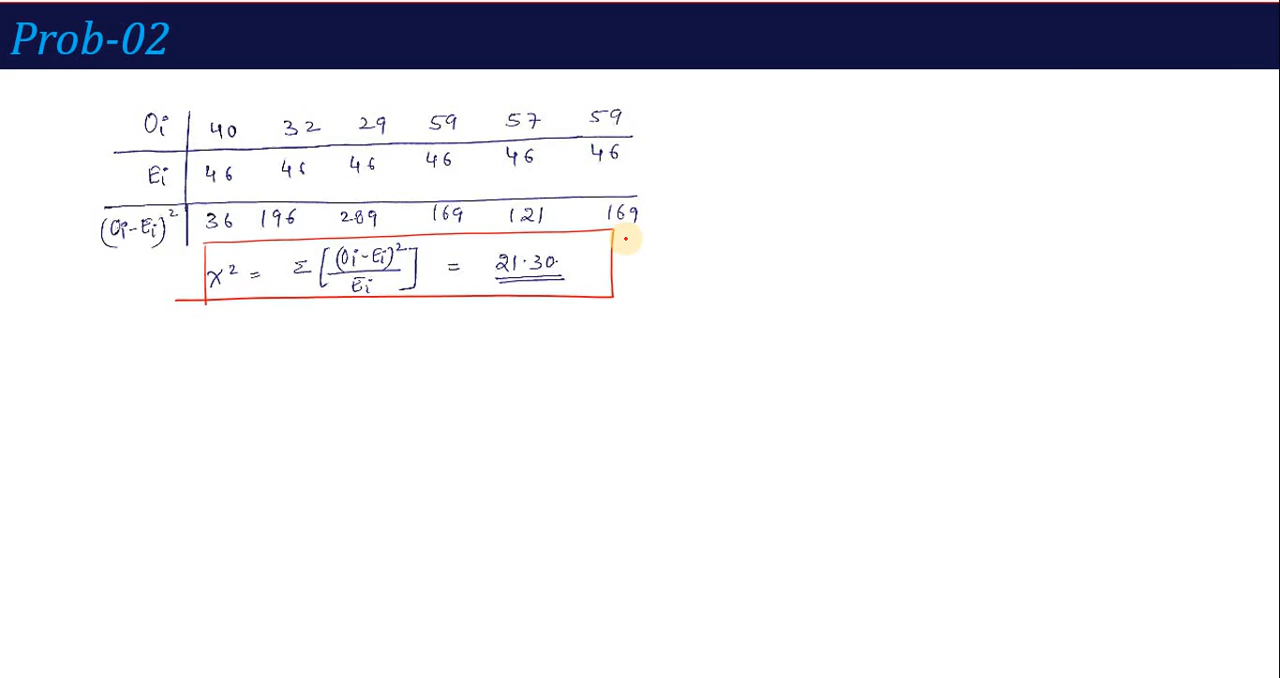 Prob-02
Oi 40 32 29 59 57 59
Ei 46 46 46 46 46 46
(Oi-Ei)² 36 196 289 169 121 169
χ² = Σ [(Oi-Ei)²/Ei] = 21.30.